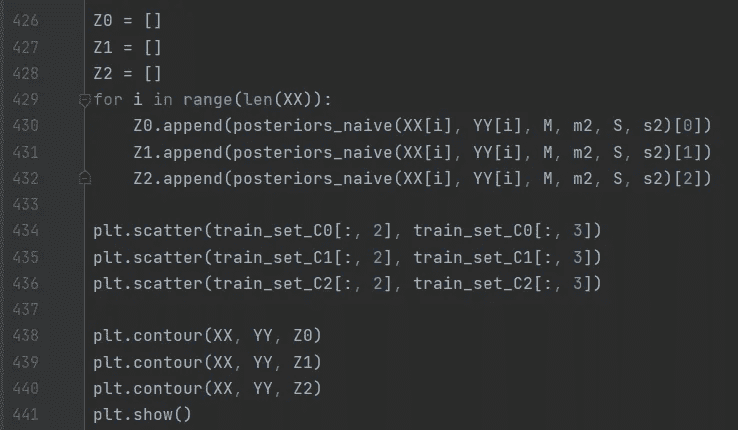 426 Z0 = []
427 Z1 = []
428 Z2 = []
429 for i in range(len(XX)):
430     Z0.append(posteriors_naive(XX[i], YY[i], M, m2, S, s2)[0])
431     Z1.append(posteriors_naive(XX[i], YY[i], M, m2, S, s2)[1])
432     Z2.append(posteriors_naive(XX[i], YY[i], M, m2, S, s2)[2])
433
434 plt.scatter(train_set_C0[:, 2], train_set_C0[:, 3])
435 plt.scatter(train_set_C1[:, 2], train_set_C1[:, 3])
436 plt.scatter(train_set_C2[:, 2], train_set_C2[:, 3])
437
438 plt.contour(XX, YY, Z0)
439 plt.contour(XX, YY, Z1)
440 plt.contour(XX, YY, Z2)
441 plt.show()